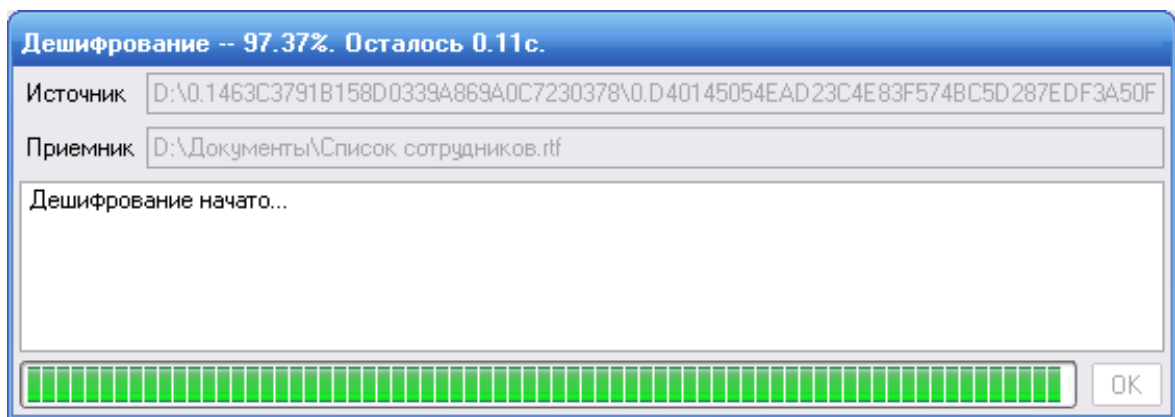 Дешифрование -- 97.37%. Осталось 0.11с.
Источник D:\0.1463C3791B158D0339A869A0C7230378\0.D40145054EAD23C4E83F574BC5D287EDF3A50F
Приемник D:\Документы\Список сотрудников.rtf
Дешифрование начато...
OK